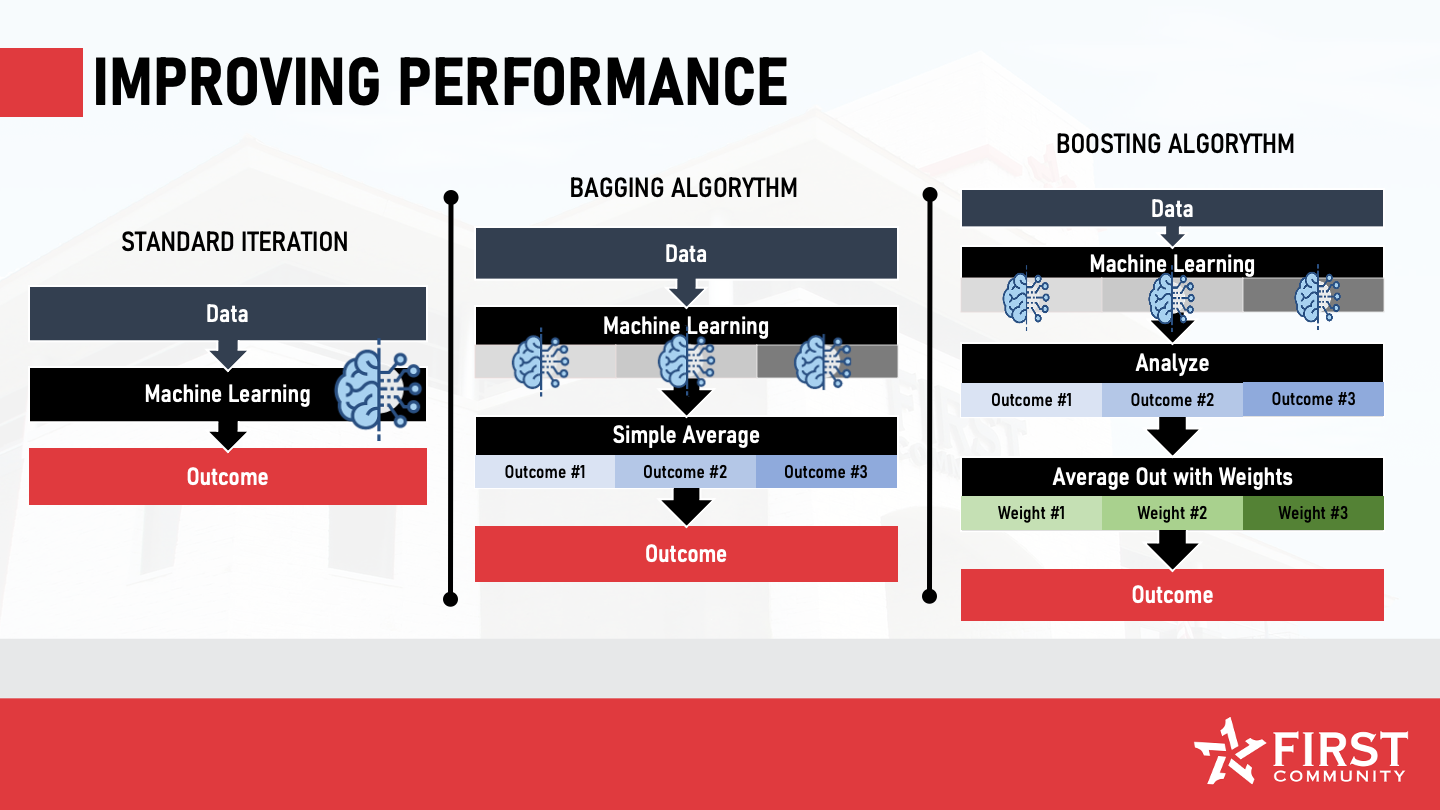 IMPROVING PERFORMANCE
STANDARD ITERATION
Data
Machine Learning
Outcome
BAGGING ALGORYTHM
Data
Machine Learning
Simple Average
Outcome #1 Outcome #2 Outcome #3
Outcome
BOOSTING ALGORYTHM
Data
Machine Learning
Analyze
Outcome #1 Outcome #2 Outcome #3
Average Out with Weights
Weight #1 Weight #2 Weight #3
Outcome
FIRST
COMMUNITY